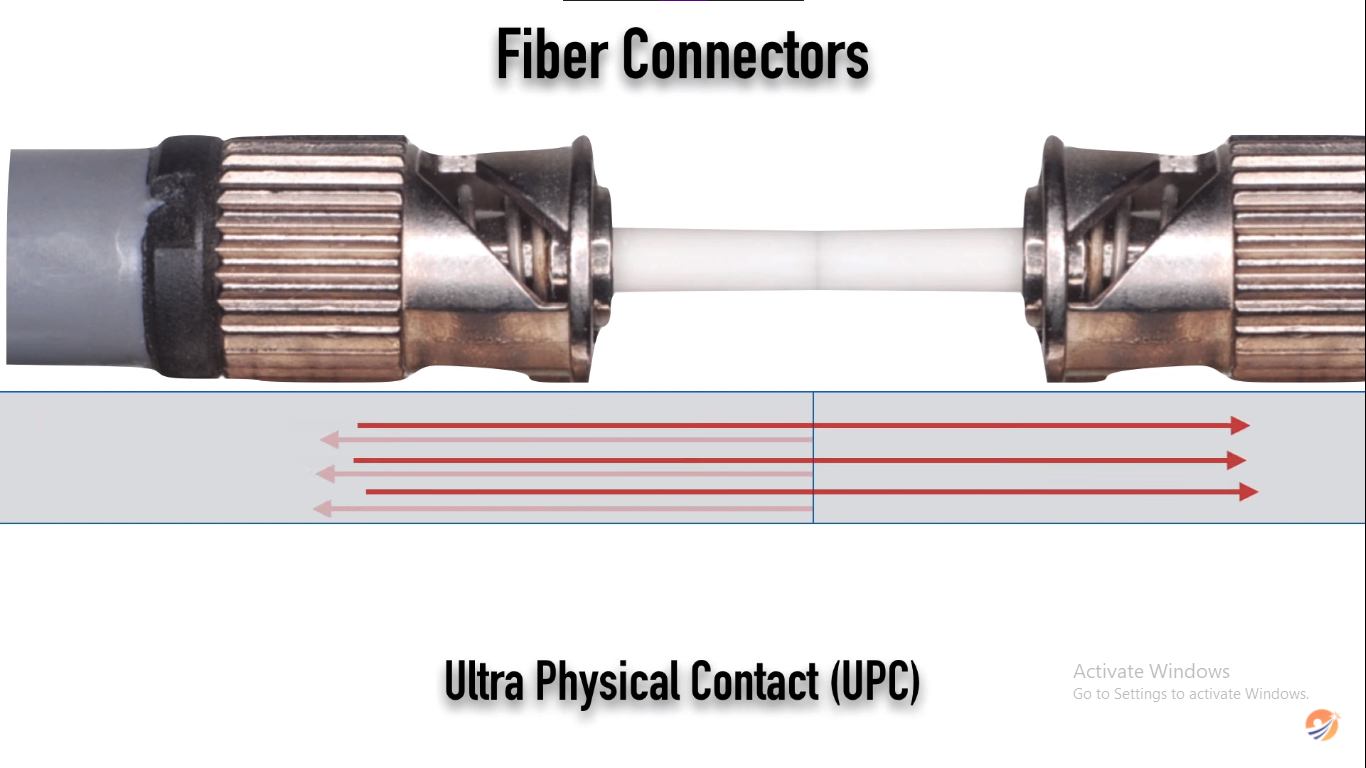 Fiber Connectors
Ultra Physical Contact (UPC)
Activate Windows
Go to Settings to activate Windows.